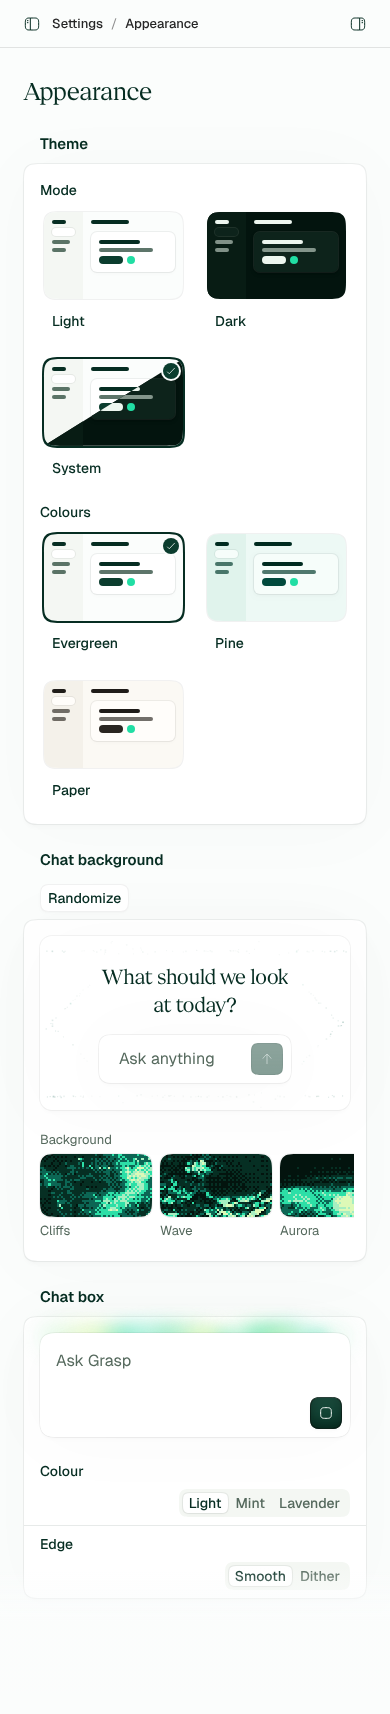 Settings / Appearance
Appearance
Theme
Mode
Light
Dark
System
Colours
Evergreen
Pine
Paper
Chat background
Randomize
What should we look
at today?
Ask anything
Background
Cliffs
Wave
Aurora
Chat box
Ask Grasp
Colour
Light
Mint
Lavender
Edge
Smooth
Dither